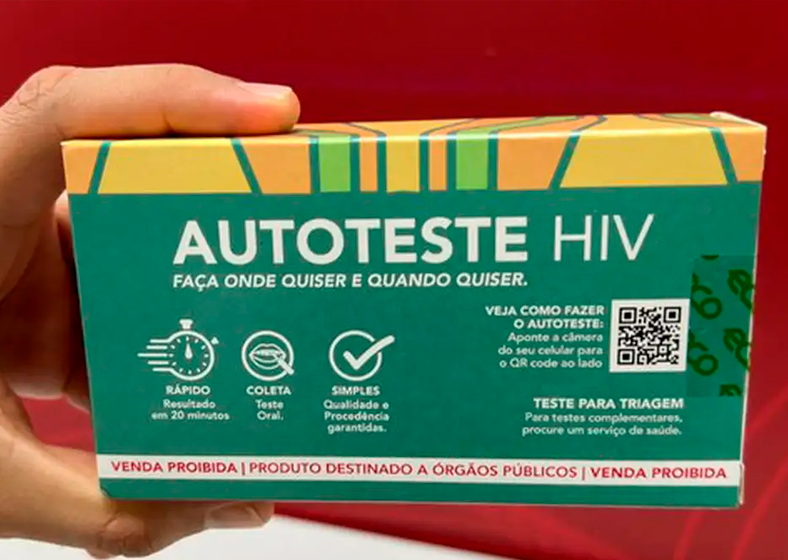 AUTOTESTE HIV
FAÇA ONDE QUISER E QUANDO QUISER.
VEJA COMO FAZER
O AUTOTESTE:
Aponte a câmera
do seu celular para
o QR code ao lado
RÁPIDO
Resultado
em 20 minutos
COLETA
Teste
Oral.
SIMPLES
Qualidade e
Procedência
garantidas.
TESTE PARA TRIAGEM
Para testes complementares,
procure um serviço de saúde.
VENDA PROIBIDA | PRODUTO DESTINADO A ÓRGÃOS PÚBLICOS | VENDA PROIBIDA